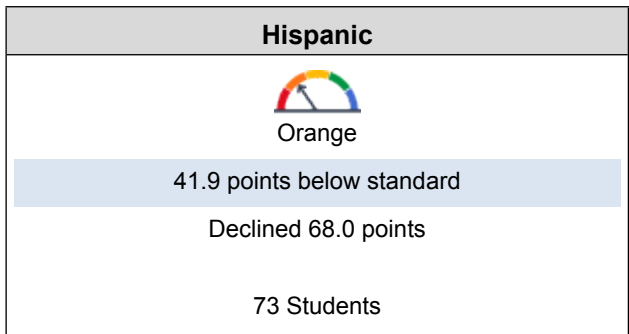 Hispanic
Orange
41.9 points below standard
Declined 68.0 points
73 Students